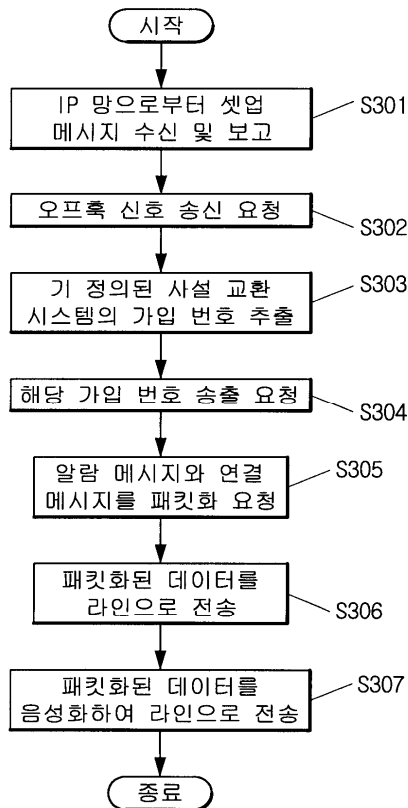 시작
IP 망으로부터 셋업
메시지 수신 및 보고
S301
오프훅 신호 송신 요청
S302
기 정의된 사설 교환
시스템의 가입 번호 추출
S303
해당 가입 번호 송출 요청
S304
알람 메시지와 연결
메시지를 패킷화 요청
S305
패킷화된 데이터를
라인으로 전송
S306
패킷화된 데이터를
음성화하여 라인으로 전송
S307
종료